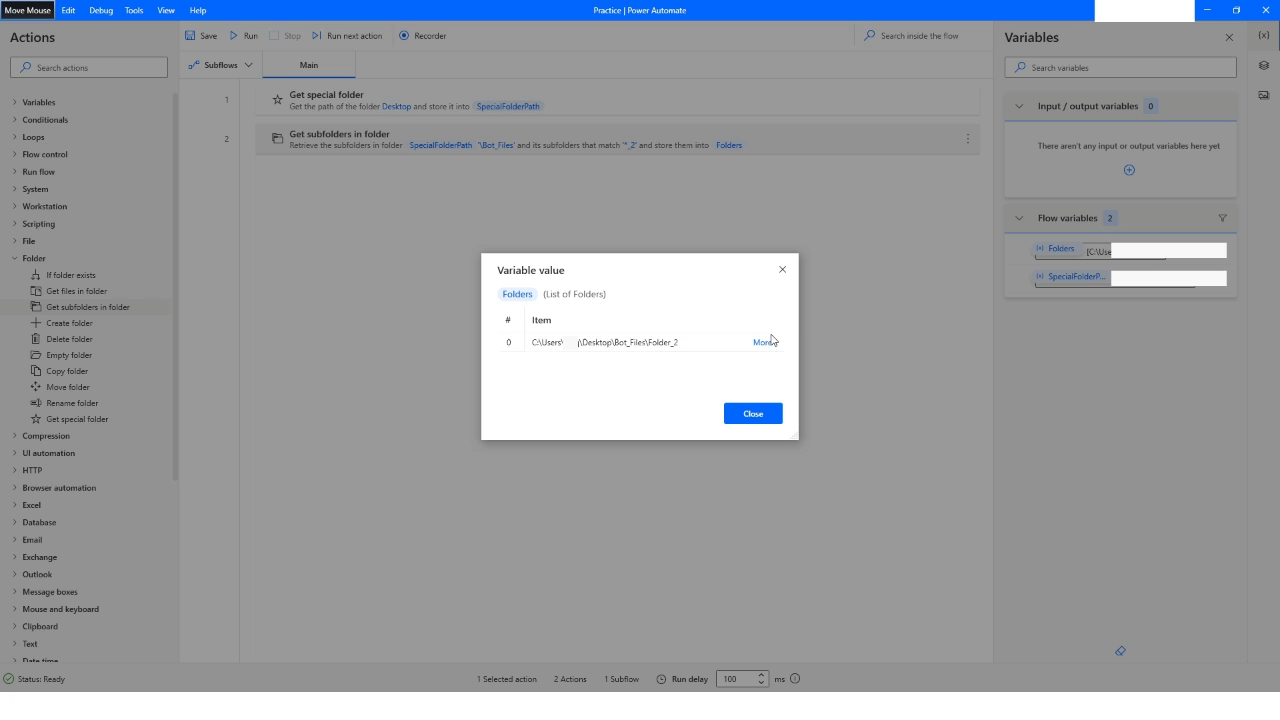 Move Mouse Edit Debug Tools View Help Practice | Power Automate
Actions
Search actions
Variables
Conditionals
Loops
Flow control
Run flow
System
Workstation
Scripting
File
Folder
If folder exists
Get files in folder
Get subfolders in folder
Create folder
Delete folder
Empty folder
Copy folder
Move folder
Rename folder
Get special folder
Compression
UI automation
HTTP
Browser automation
Excel
Database
Email
Exchange
Outlook
Message boxes
Mouse and keyboard
Clipboard
Text
Date time
Save Run Stop Run next action Recorder Search inside the flow
Subflows Main
1 Get special folder
Get the path of the folder Desktop and store it into SpecialFolderPath
2 Get subfolders in folder
Retrieve the subfolders in folder SpecialFolderPath '\Bot_Files' and its subfolders that match '*_2' and store them into Folders
Variable value
Folders (List of Folders)
# Item
0 C:\Users\ \Desktop\Bot_Files\Folder_2 More
Close
Variables
{x}
Search variables
Input / output variables 0
There aren't any input or output variables here yet
Flow variables 2
Folders [C:\Use
SpecialFolderP...
Status: Ready 1 Selected action 2 Actions 1 Subflow Run delay 100 ms